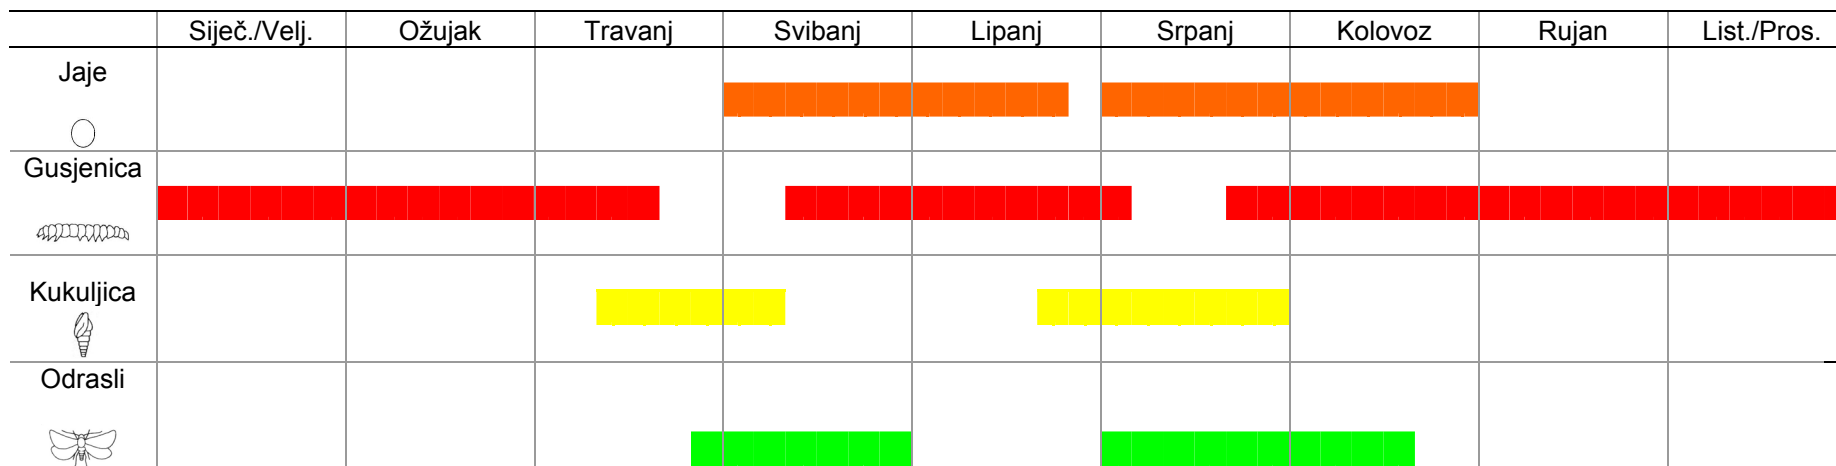 Siječ./Velj. Ožujak Travanj Svibanj Lipanj Srpanj Kolovoz Rujan List./Pros.
Jaje
Gusjenica
Kukuljica
Odrasli